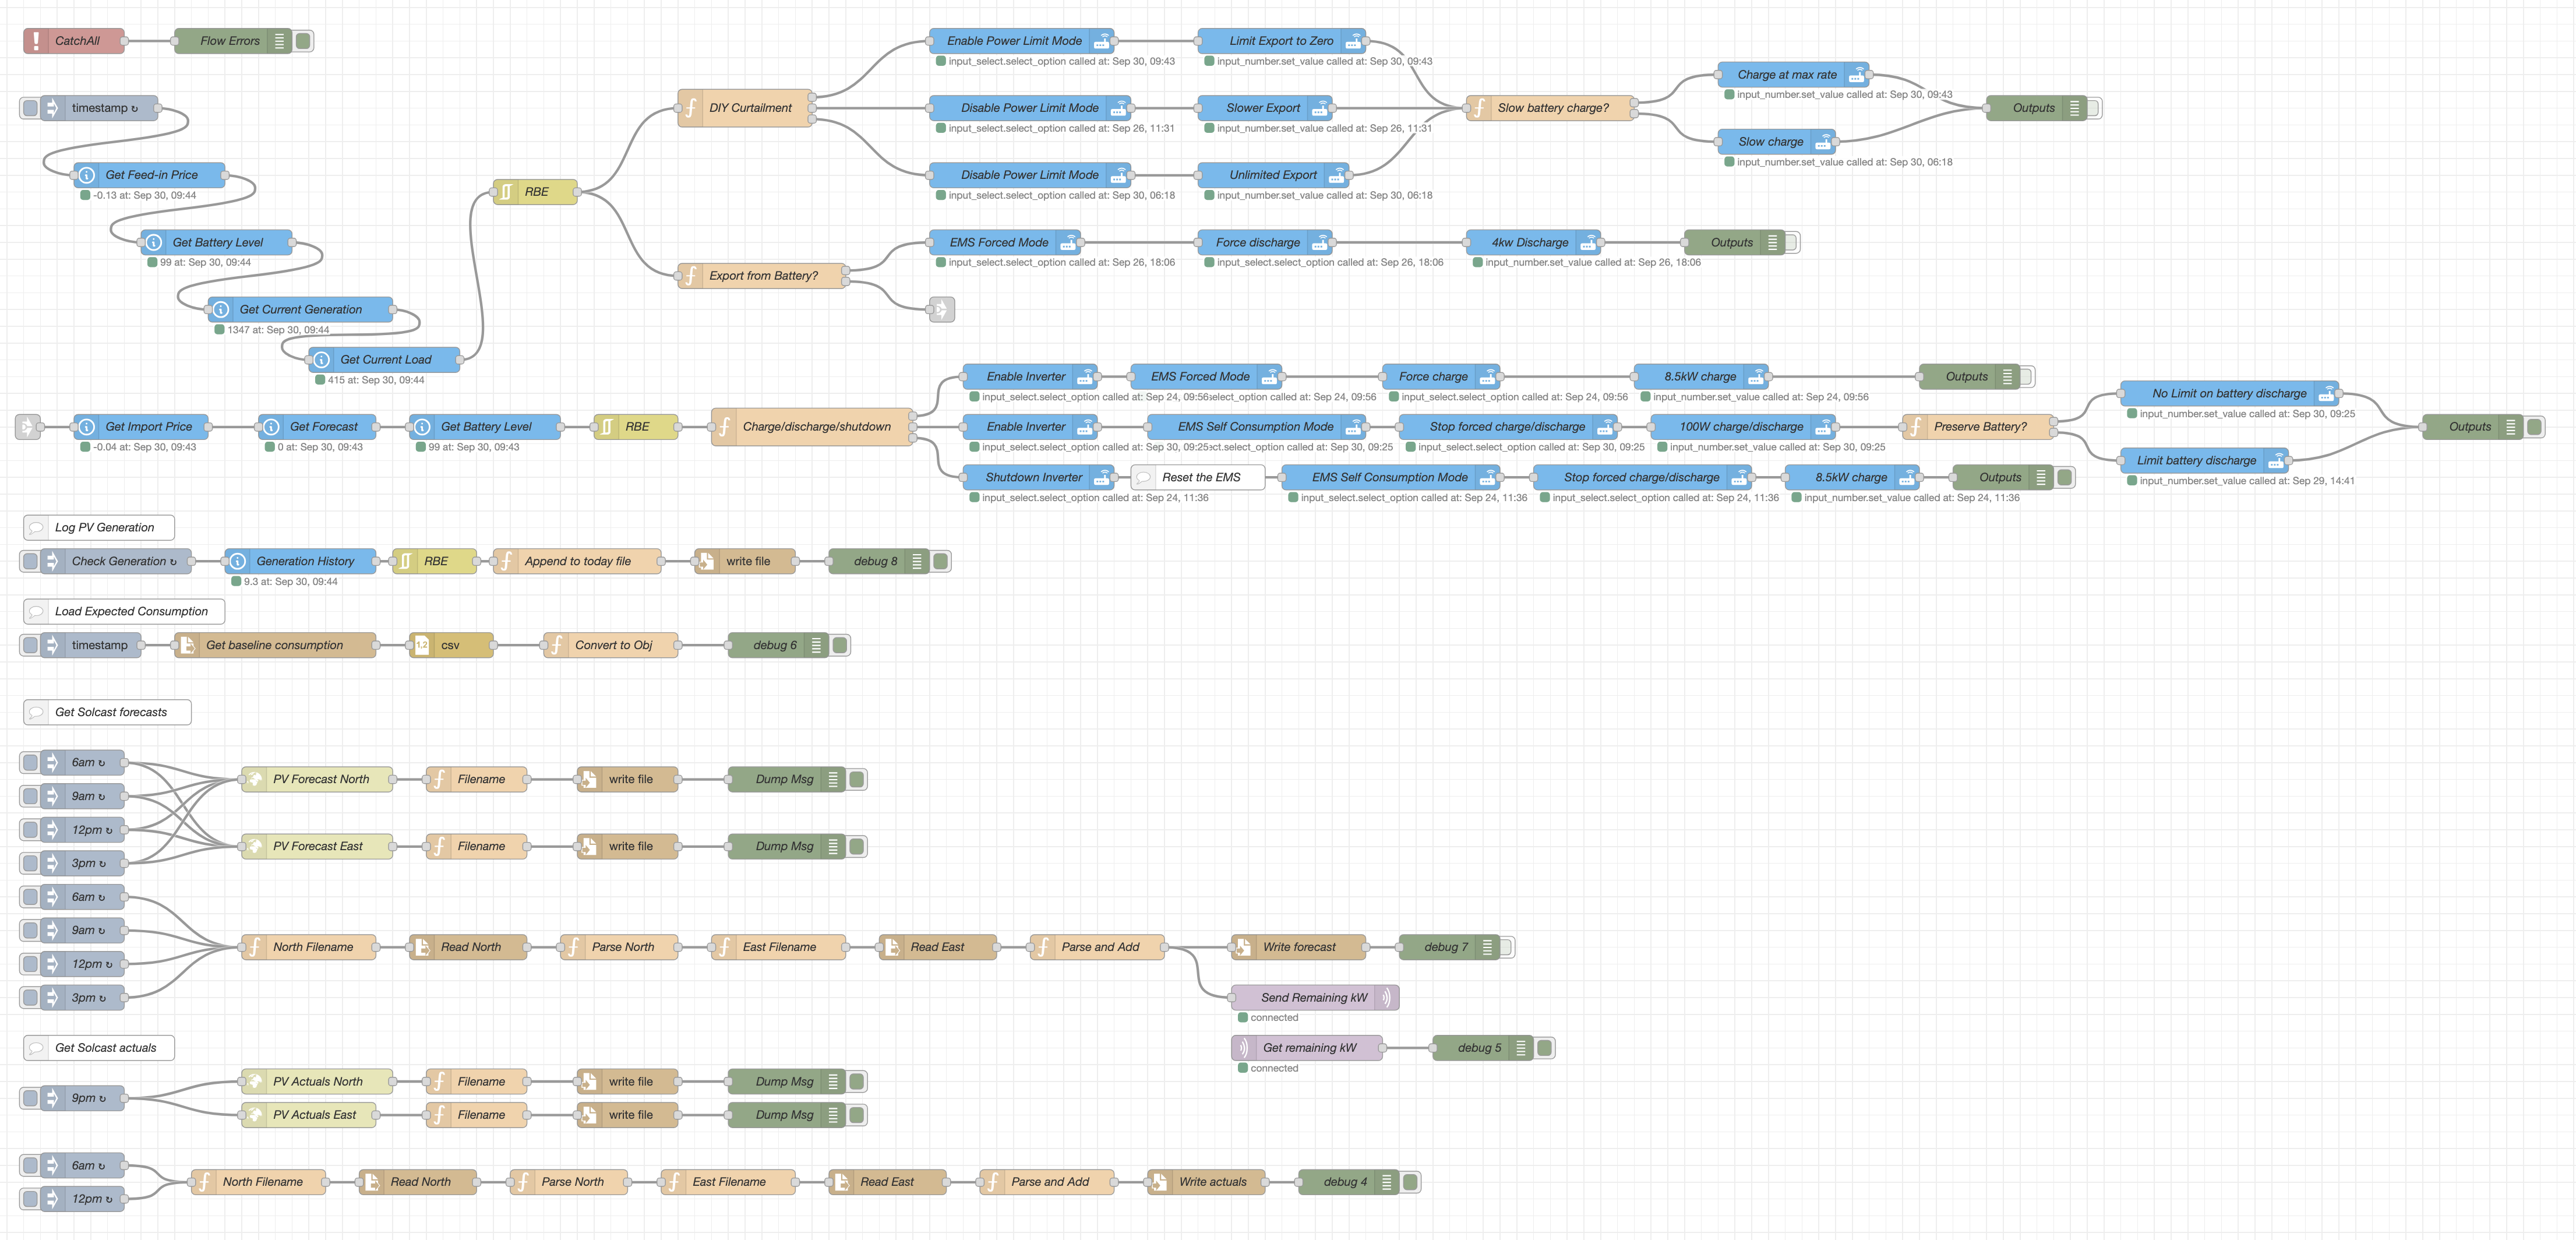 CatchAll
Flow Errors
timestamp ↻
Get Feed-in Price
-0.13 at: Sep 30, 09:44
Get Battery Level
99 at: Sep 30, 09:44
Get Current Generation
1347 at: Sep 30, 09:44
Get Current Load
415 at: Sep 30, 09:44
RBE
DIY Curtailment
Enable Power Limit Mode
input_select.select_option called at: Sep 30, 09:43
Limit Export to Zero
input_number.set_value called at: Sep 30, 09:43
Disable Power Limit Mode
input_select.select_option called at: Sep 26, 11:31
Slower Export
input_number.set_value called at: Sep 26, 11:31
Disable Power Limit Mode
input_select.select_option called at: Sep 30, 06:18
Unlimited Export
input_number.set_value called at: Sep 30, 06:18
Slow battery charge?
Charge at max rate
input_number.set_value called at: Sep 30, 09:43
Slow charge
input_number.set_value called at: Sep 30, 06:18
Outputs
Export from Battery?
EMS Forced Mode
input_select.select_option called at: Sep 26, 18:06
Force discharge
input_select.select_option called at: Sep 26, 18:06
4kw Discharge
input_number.set_value called at: Sep 26, 18:06
Outputs
Get Import Price
-0.04 at: Sep 30, 09:43
Get Forecast
0 at: Sep 30, 09:43
Get Battery Level
99 at: Sep 30, 09:43
RBE
Charge/discharge/shutdown
Enable Inverter
input_select.select_option called at: Sep 24, 09:56
EMS Forced Mode
select_option called at: Sep 24, 09:56
Force charge
input_select.select_option called at: Sep 24, 09:56
8.5kW charge
input_number.set_value called at: Sep 24, 09:56
Outputs
Enable Inverter
input_select.select_option called at: Sep 30, 09:25
EMS Self Consumption Mode
ct.select_option called at: Sep 30, 09:25
Stop forced charge/discharge
input_select.select_option called at: Sep 30, 09:25
100W charge/discharge
input_number.set_value called at: Sep 30, 09:25
Preserve Battery?
No Limit on battery discharge
input_number.set_value called at: Sep 30, 09:25
Limit battery discharge
input_number.set_value called at: Sep 29, 14:41
Outputs
Shutdown Inverter
input_select.select_option called at: Sep 24, 11:36
Reset the EMS
EMS Self Consumption Mode
input_select.select_option called at: Sep 24, 11:36
Stop forced charge/discharge
input_select.select_option called at: Sep 24, 11:36
8.5kW charge
input_number.set_value called at: Sep 24, 11:36
Outputs
Log PV Generation
Check Generation ↻
Generation History
9.3 at: Sep 30, 09:44
RBE
Append to today file
write file
debug 8
Load Expected Consumption
timestamp
Get baseline consumption
1,2
csv
Convert to Obj
debug 6
Get Solcast forecasts
6am ↻
9am ↻
12pm ↻
3pm ↻
PV Forecast North
Filename
write file
Dump Msg
PV Forecast East
Filename
write file
Dump Msg
6am ↻
9am ↻
12pm ↻
3pm ↻
North Filename
Read North
Parse North
East Filename
Read East
Parse and Add
Write forecast
debug 7
Send Remaining kW
connected
Get remaining kW
connected
debug 5
Get Solcast actuals
9pm ↻
PV Actuals North
Filename
write file
Dump Msg
PV Actuals East
Filename
write file
Dump Msg
6am ↻
12pm ↻
North Filename
Read North
Parse North
East Filename
Read East
Parse and Add
Write actuals
debug 4